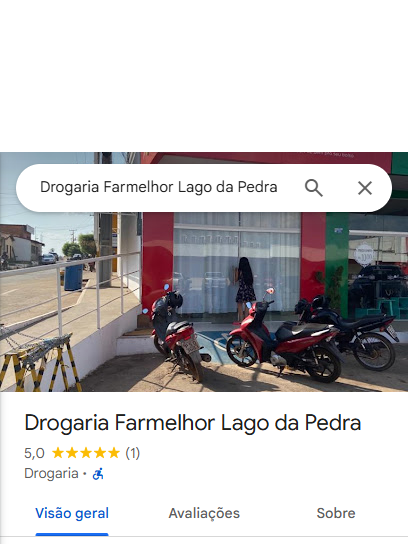 Drogaria Farmelhor Lago da Pedra
Drogaria Farmelhor Lago da Pedra
5,0 (1)
Drogaria ·
Visão geral
Avaliações
Sobre